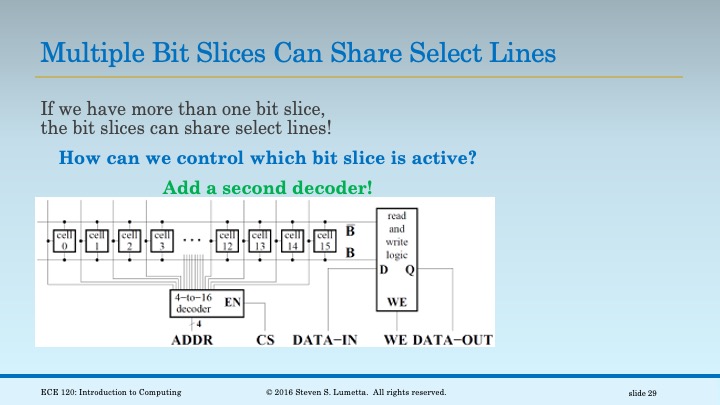 Multiple Bit Slices Can Share Select Lines
If we have more than one bit slice,
the bit slices can share select lines!
How can we control which bit slice is active?
Add a second decoder!
cell 0
cell 1
cell 2
cell 3
...
cell 12
cell 13
cell 14
cell 15
B̅
B
read
and
write
logic
D Q
WE
4-to-16
decoder
EN
4
ADDR CS DATA-IN WE DATA-OUT
ECE 120: Introduction to Computing © 2016 Steven S. Lumetta. All rights reserved. slide 29